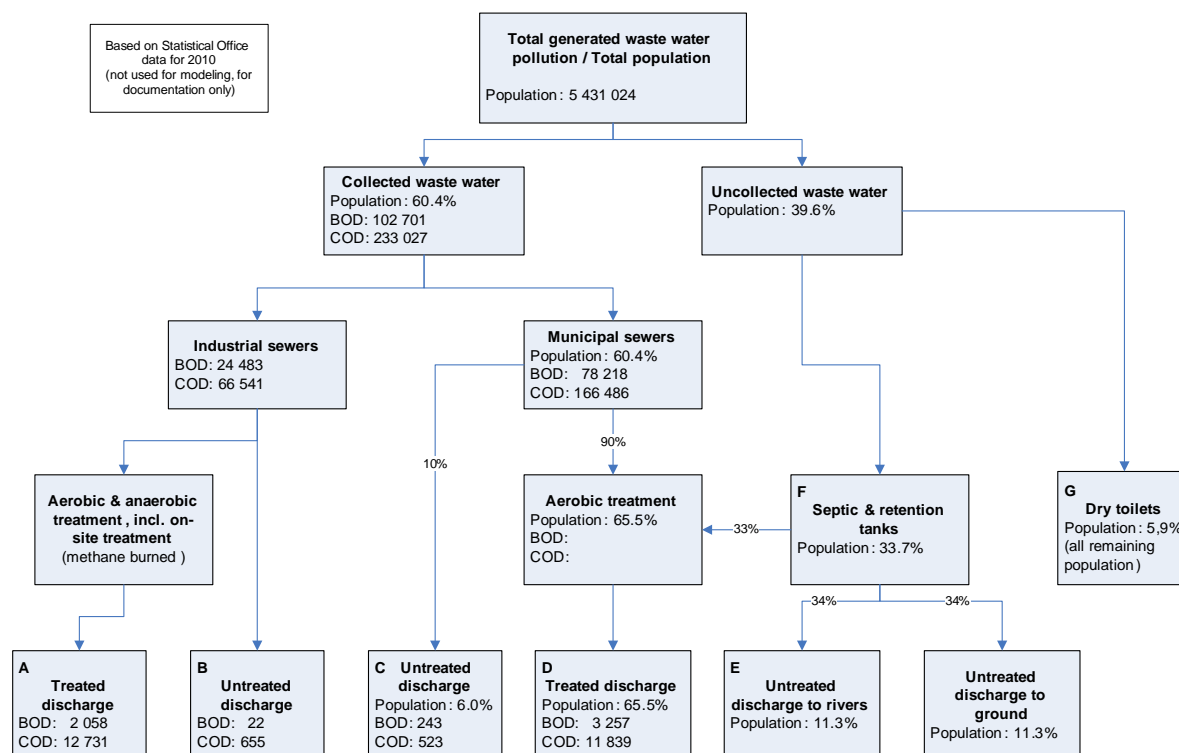 Based on Statistical Office
data for 2010
(not used for modeling, for
documentation only)
Total generated waste water
pollution / Total population
Population : 5 431 024
Collected waste water
Population : 60.4%
BOD: 102 701
COD: 233 027
Uncollected waste water
Population : 39.6%
Industrial sewers
BOD: 24 483
COD: 66 541
Municipal sewers
Population : 60.4%
BOD: 78 218
COD: 166 486
10%
90%
Aerobic & anaerobic
treatment , incl. on-
site treatment
(methane burned )
Aerobic treatment
Population : 65.5%
BOD:
COD:
33%
F
Septic & retention
tanks
Population : 33.7%
G
Dry toilets
Population : 5,9%
(all remaining
population )
34%
34%
A
Treated
discharge
BOD: 2 058
COD: 12 731
B
Untreated
discharge
BOD: 22
COD: 655
C Untreated
discharge
Population : 6.0%
BOD: 243
COD: 523
D
Treated discharge
Population : 65.5%
BOD: 3 257
COD: 11 839
E
Untreated
discharge to rivers
Population : 11.3%
Untreated
discharge to
ground
Population : 11.3%